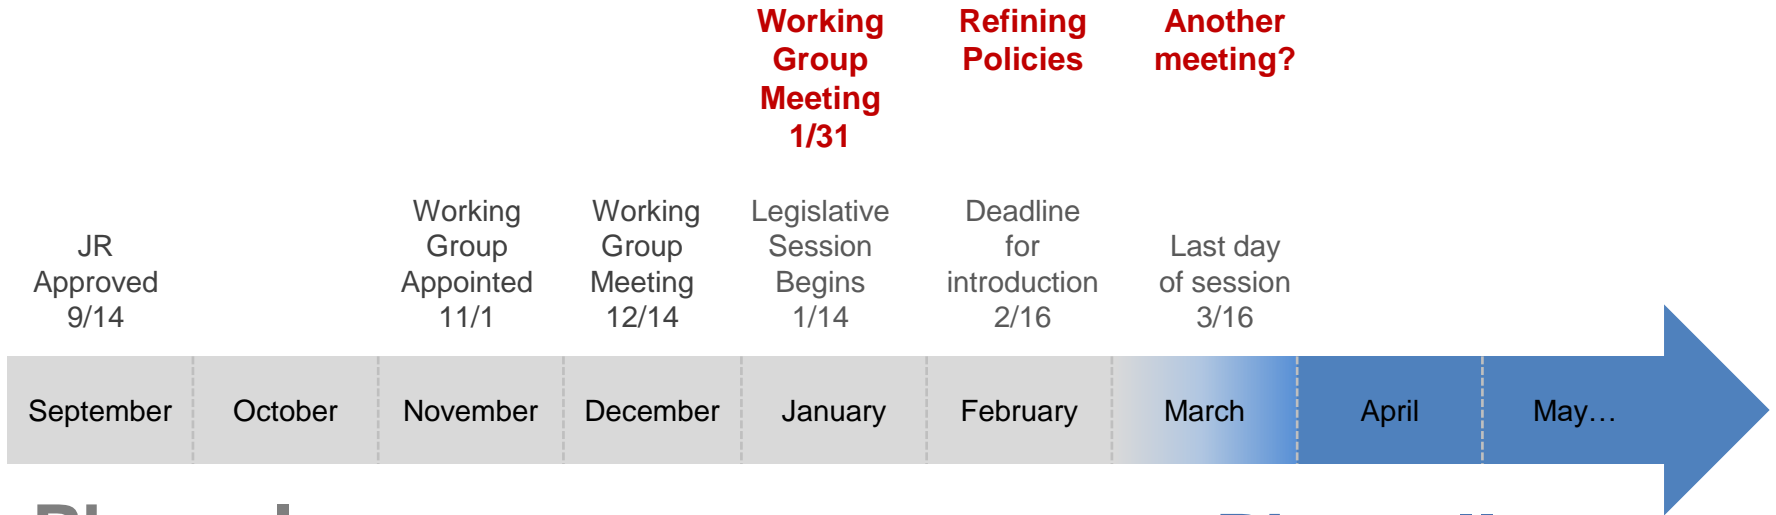 Working
Group
Meeting
1/31
Refining
Policies
Another
meeting?
JR
Approved
9/14
Working
Group
Appointed
11/1
Working
Group
Meeting
12/14
Legislative
Session
Begins
1/14
Deadline
for
introduction
2/16
Last day
of session
3/16
September October November December January February March April May…